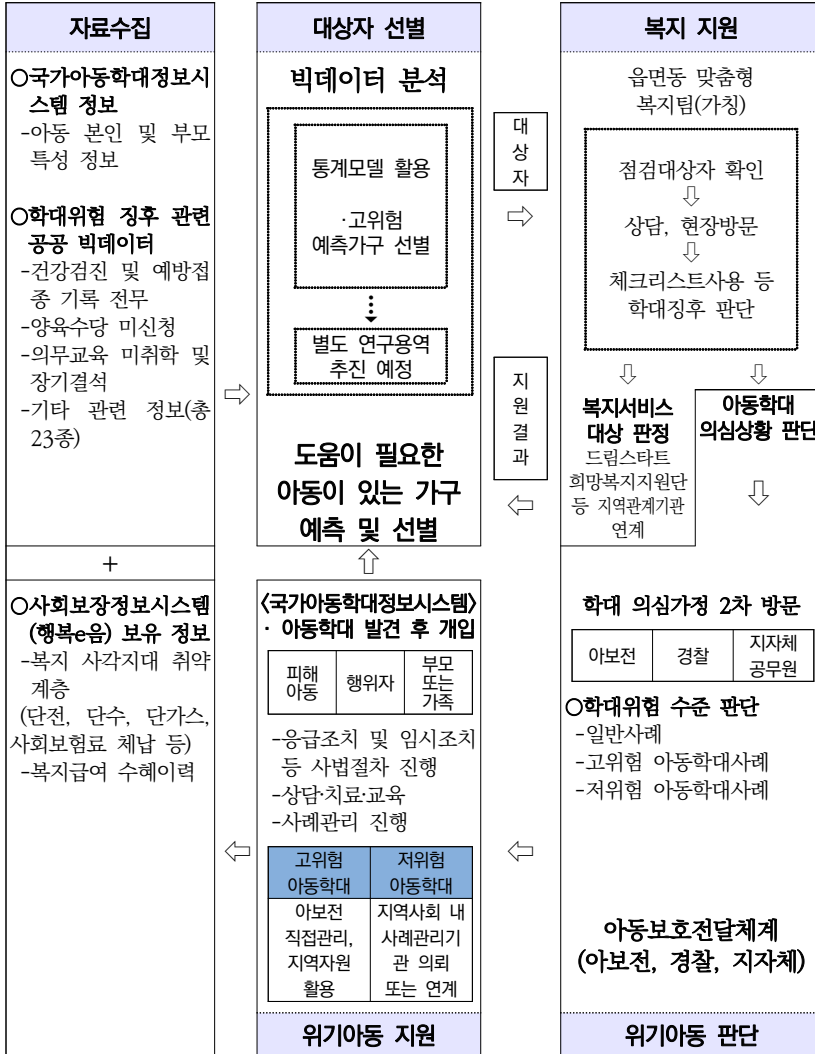 자료수집
○국가아동학대정보시
스템 정보
-아동 본인 및 부모
특성 정보
○학대위험 징후 관련
공공 빅데이터
-건강검진 및 예방접
종 기록 전무
-양육수당 미신청
-의무교육 미취학 및
장기결석
-기타 관련 정보(총
23종)
+
○사회보장정보시스템
(행복e음) 보유 정보
-복지 사각지대 취약
계층
(단전, 단수, 단가스,
사회보험료 체납 등)
-복지급여 수혜이력
대상자 선별
빅데이터 분석
통계모델 활용
·고위험
예측가구 선별
별도 연구용역
추진 예정
도움이 필요한
아동이 있는 가구
예측 및 선별
대
상
자
지
원
결
과
복지 지원
읍면동 맞춤형
복지팀(가칭)
점검대상자 확인
상담, 현장방문
체크리스트사용 등
학대징후 판단
복지서비스
대상 판정
드림스타트
희망복지지원단
등 지역관계기관
연계
아동학대
의심상황 판단
학대 의심가정 2차 방문
아보전
경찰
지자체
공무원
○학대위험 수준 판단
-일반사례
-고위험 아동학대사례
-저위험 아동학대사례
아동보호전달체계
(아보전, 경찰, 지자체)
위기아동 판단
〈국가아동학대정보시스템〉
· 아동학대 발견 후 개입
피해
아동
행위자
부모
또는
가족
-응급조치 및 임시조치
등 사법절차 진행
-상담·치료·교육
-사례관리 진행
고위험
아동학대
저위험
아동학대
아보전
직접관리,
지역자원
활용
지역사회 내
사례관리기
관 의뢰
또는 연계
위기아동 지원